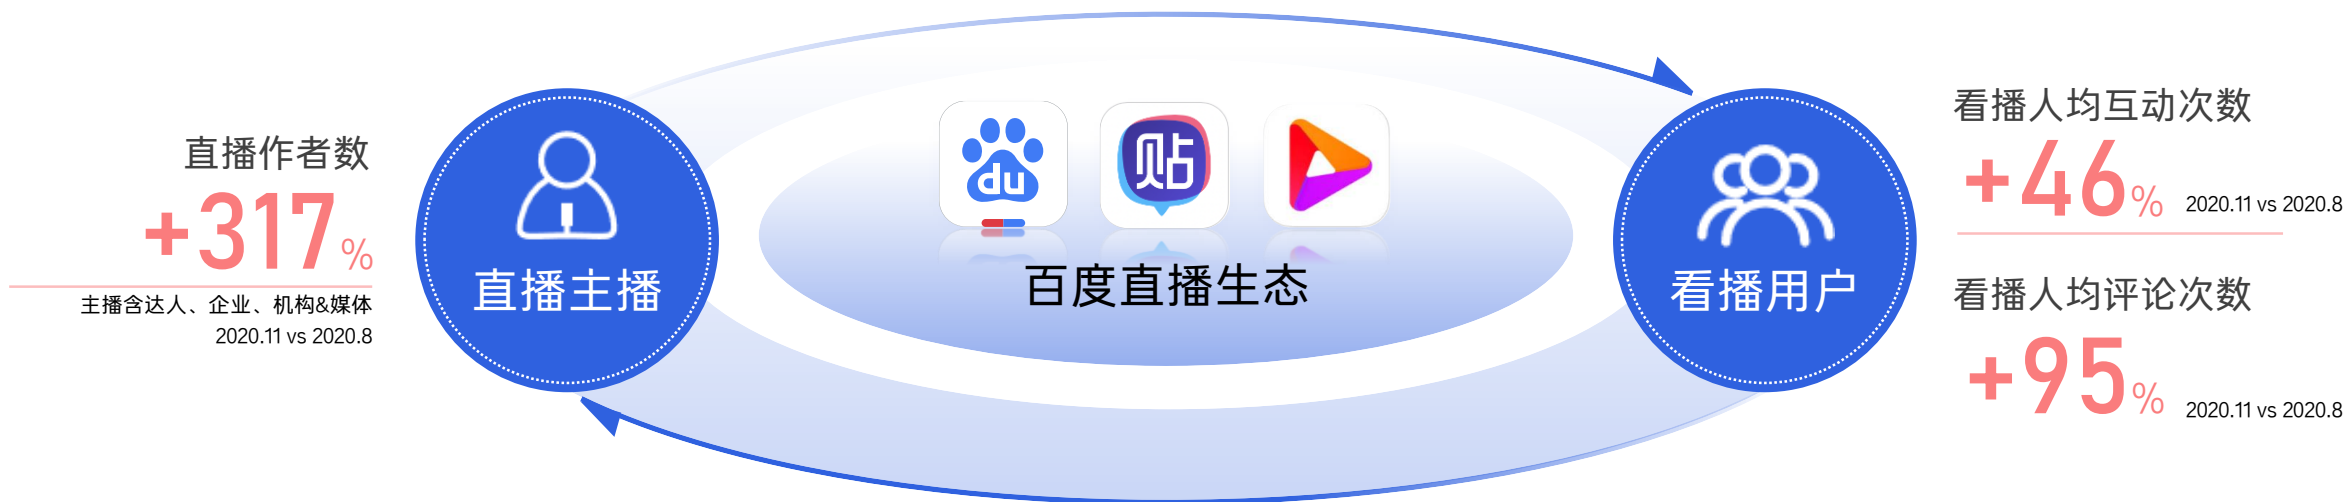 直播作者数
+317%
主播含达人、企业、机构&媒体
2020.11 vs 2020.8
直播主播
du
贴
百度直播生态
看播用户
看播人均互动次数
+46% 2020.11 vs 2020.8
看播人均评论次数
+95% 2020.11 vs 2020.8